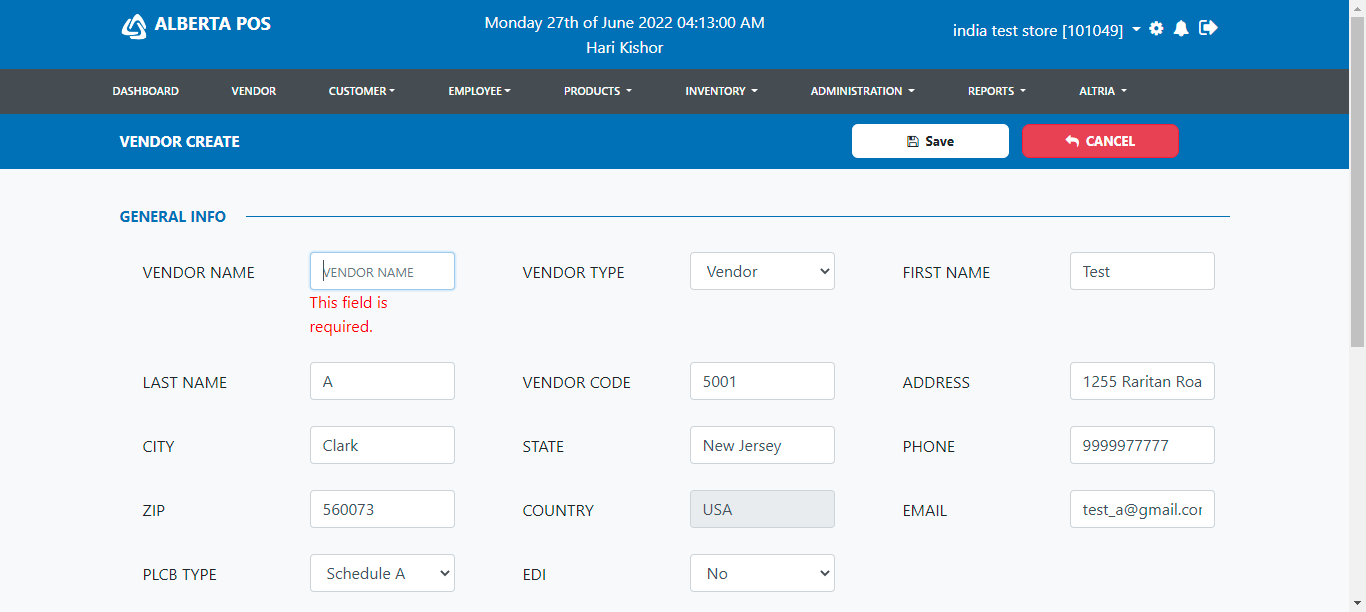 ALBERTA POS
Monday 27th of June 2022 04:13:00 AM
Hari Kishor
india test store [101049]
DASHBOARD VENDOR CUSTOMER EMPLOYEE PRODUCTS INVENTORY ADMINISTRATION REPORTS ALTRIA
VENDOR CREATE Save CANCEL
GENERAL INFO
VENDOR NAME VENDOR NAME VENDOR TYPE Vendor FIRST NAME Test
This field is
required.
LAST NAME A VENDOR CODE 5001 ADDRESS 1255 Raritan Roa
CITY Clark STATE New Jersey PHONE 9999977777
ZIP 560073 COUNTRY USA EMAIL test_a@gmail.cor
PLCB TYPE Schedule A EDI No